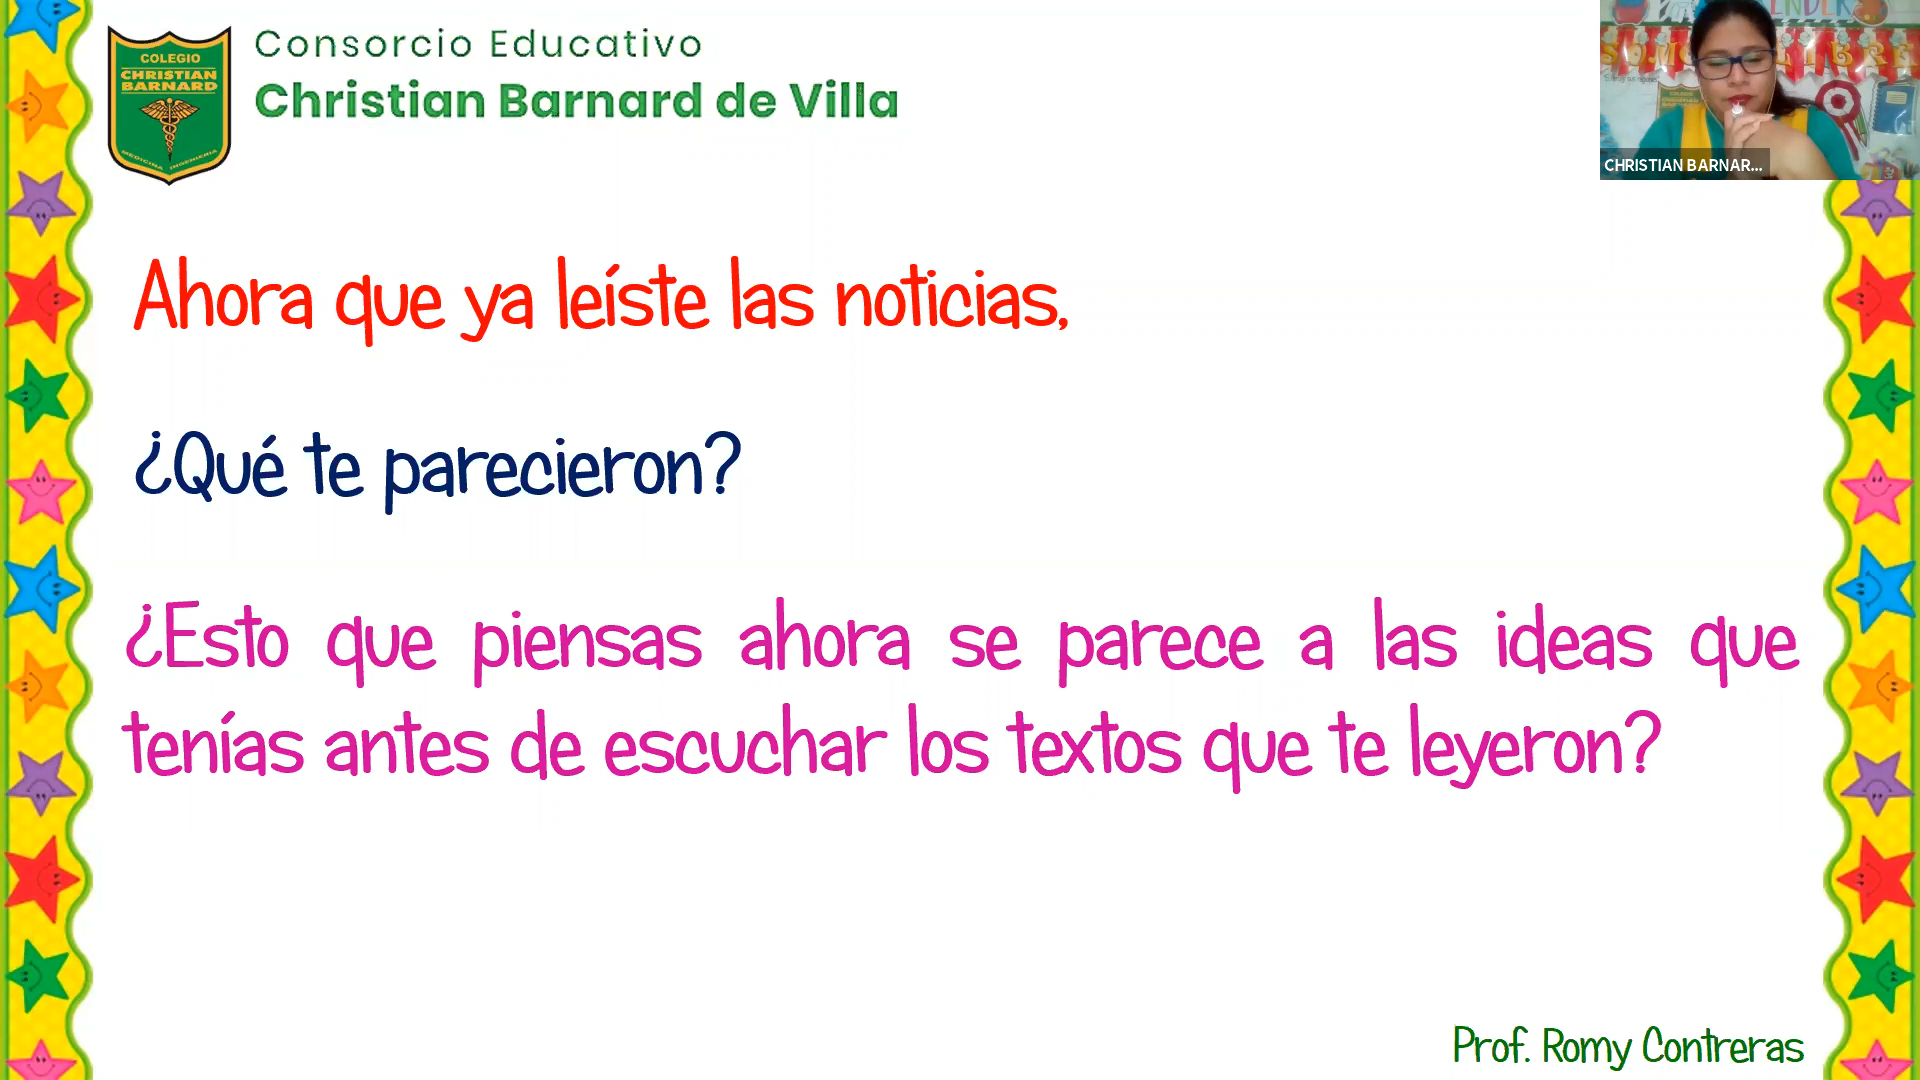 COLEGIO
CHRISTIAN
BARNARD
MEDICINA INGENIERIA
Consorcio Educativo
Christian Barnard de Villa
CHRISTIAN BARNAR...
Ahora que ya leíste las noticias,
¿Qué te parecieron?
¿Esto que piensas ahora se parece a las ideas que
tenías antes de escuchar los textos que te leyeron?
Prof. Romy Contreras